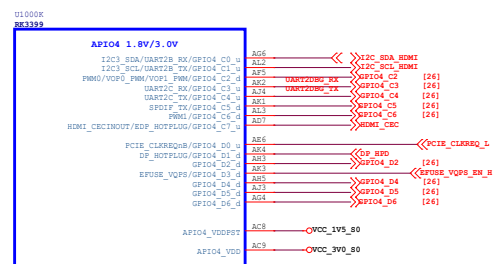 U1000K
RK3399
APIO4 1.8V/3.0V
I2C3_SDA/UART2B_RX/GPIO4_C0_u AG6 I2C_SDA_HDMI
I2C3_SCL/UART2B_TX/GPIO4_C1_u AL2 I2C_SCL_HDMI
PWM0/VOP0_PWM/VOP1_PWM/GPIO4_C2_d AF5 GPIO4_C2 [26]
UART2C_RX/GPIO4_C3_u AK2 UART2DBG_RX GPIO4_C3 [26]
UART2C_TX/GPIO4_C4_u AJ4 UART2DBG_TX GPIO4_C4 [26]
SPDIF_TX/GPIO4_C5_d AK1 GPIO4_C5 [26]
PWM1/GPIO4_C6_d AL3 GPIO4_C6 [26]
HDMI_CECINOUT/EDP_HOTPLUG/GPIO4_C7_u AD7 HDMI_CEC
PCIE_CLKREQnB/GPIO4_D0_u AE6 PCIE_CLKREQ_L
DP_HOTPLUG/GPIO4_D1_d AK4 DP_HPD
GPIO4_D2_d AH3 GPIO4_D2 [26]
EFUSE_VQPS/GPIO4_D3_d AK3 EFUSE_VQPS_EN_H
GPIO4_D4_d AH5 GPIO4_D4 [26]
GPIO4_D5_d AJ3 GPIO4_D5 [26]
GPIO4_D6_d AG4 GPIO4_D6 [26]
APIO4_VDDPST AC8 VCC_1V5_S0
APIO4_VDD AC9 VCC_3V0_S0